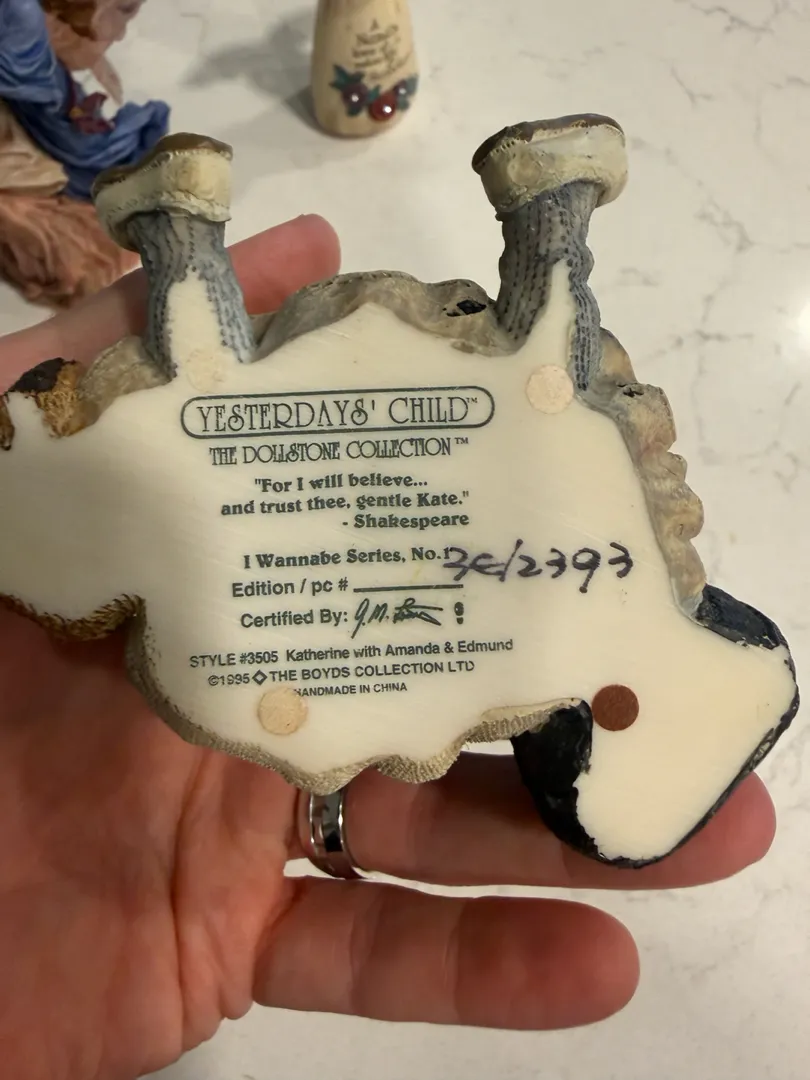 YESTERDAYS' CHILD™
THE DOLLSTONE COLLECTION™
"For I will believe...
and trust thee, gentle Kate."
- Shakespeare
I Wannabe Series, No.1
Edition / pc # 3E/2393
Certified By:
STYLE #3505 Katherine with Amanda & Edmund
©1995 THE BOYDS COLLECTION LTD
HANDMADE IN CHINA
A